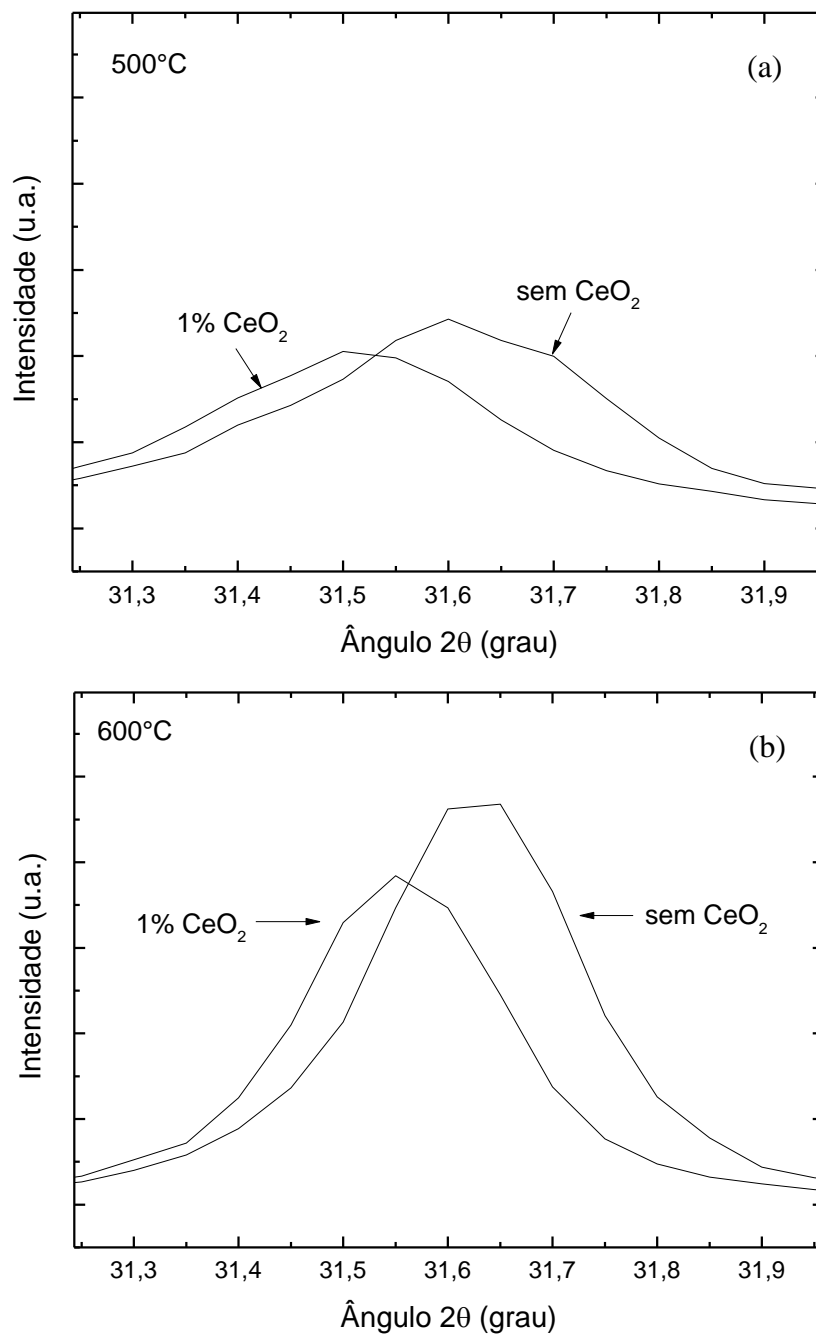 500°C
(a)
sem CeO₂
1% CeO₂
Intensidade (u.a.)
31,3 31,4 31,5 31,6 31,7 31,8 31,9
Ângulo 2θ (grau)
600°C
(b)
1% CeO₂
sem CeO₂
Intensidade (u.a.)
31,3 31,4 31,5 31,6 31,7 31,8 31,9
Ângulo 2θ (grau)